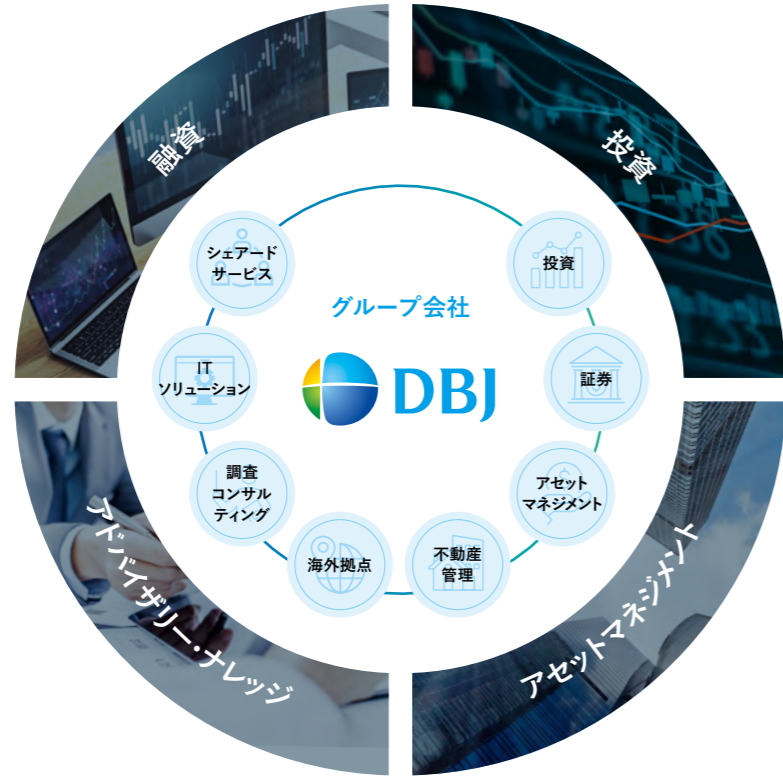 融資
投資
シェアード
サービス
投資
グループ会社
IT
ソリューション
DBJ
証券
調査
コンサル
ティング
アセット
マネジメント
海外拠点
不動産
管理
アドバイザリー・ナレッジ
アセットマネジメント